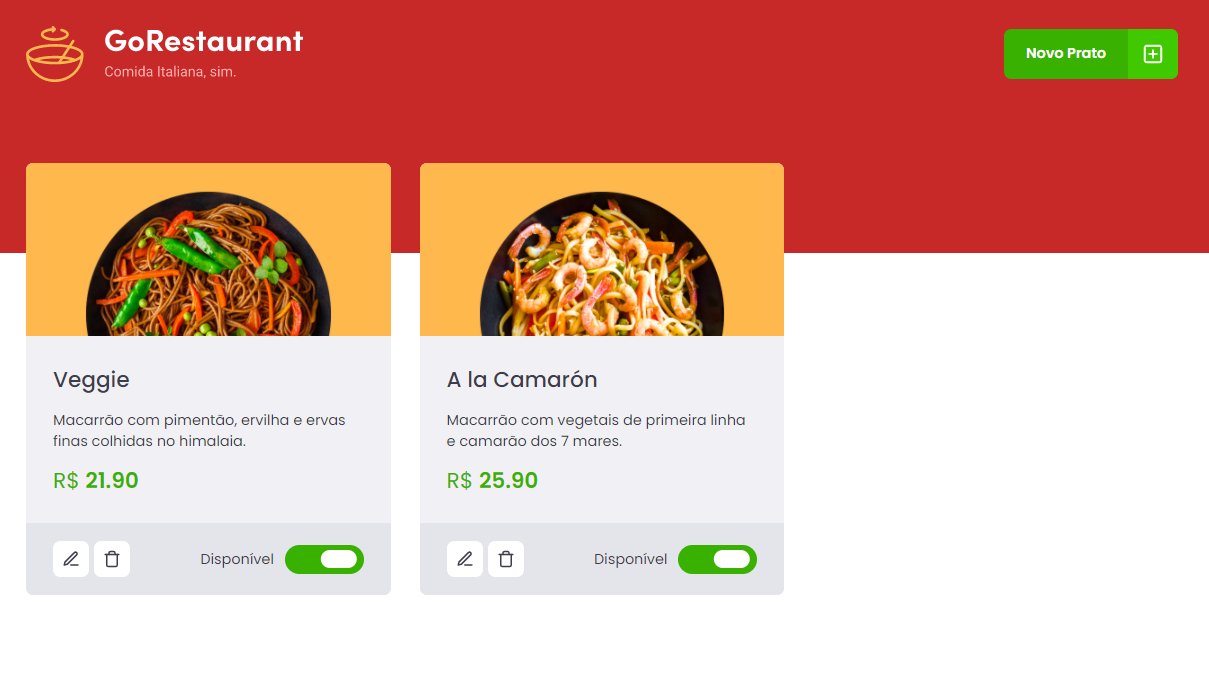 GoRestaurant
Comida Italiana, sim.
Novo Prato
Veggie
Macarrão com pimentão, ervilha e ervas
finas colhidas no himalaia.
R$ 21.90
Disponível
A la Camarón
Macarrão com vegetais de primeira linha
e camarão dos 7 mares.
R$ 25.90
Disponível